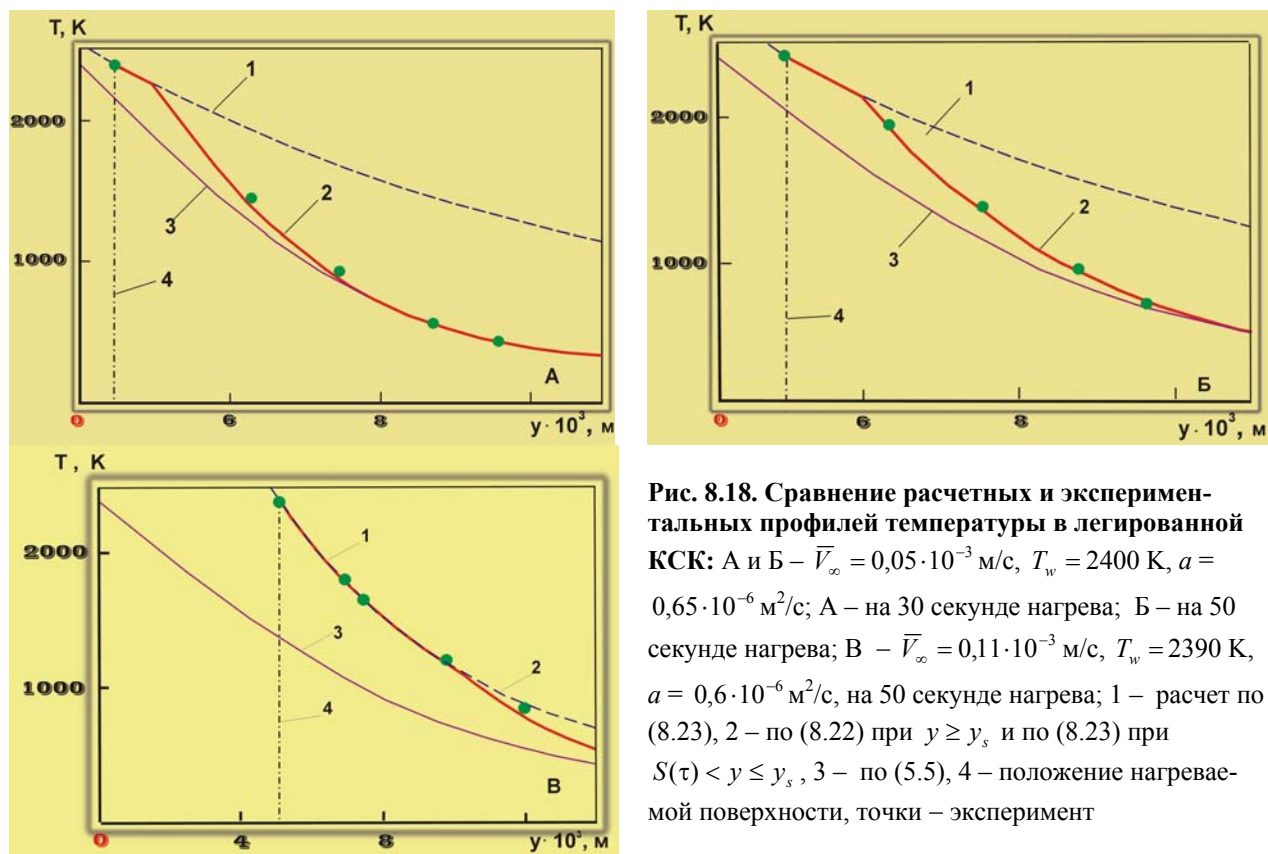 T, K
2000
1000
1
2
3
4
А
0
6
8
y · 10³, м
T, K
2000
1000
1
2
3
4
Б
0
6
8
y · 10³, м
T , K
2000
1000
1
2
3
4
В
0
4
8
y· 10³, м
Рис. 8.18. Сравнение расчетных и эксперимен-
тальных профилей температуры в легированной
КСК: А и Б – V̅∞ = 0,05·10⁻³ м/с, T_w = 2400 K, a =
0,65·10⁻⁶ м²/с; А – на 30 секунде нагрева; Б – на 50
секунде нагрева; В – V̅∞ = 0,11·10⁻³ м/с, T_w = 2390 K,
a = 0,6·10⁻⁶ м²/с, на 50 секунде нагрева; 1 – расчет по
(8.23), 2 – по (8.22) при y ≥ y_s и по (8.23) при
S(τ) < y ≤ y_s , 3 – по (5.5), 4 – положение нагревае-
мой поверхности, точки – эксперимент